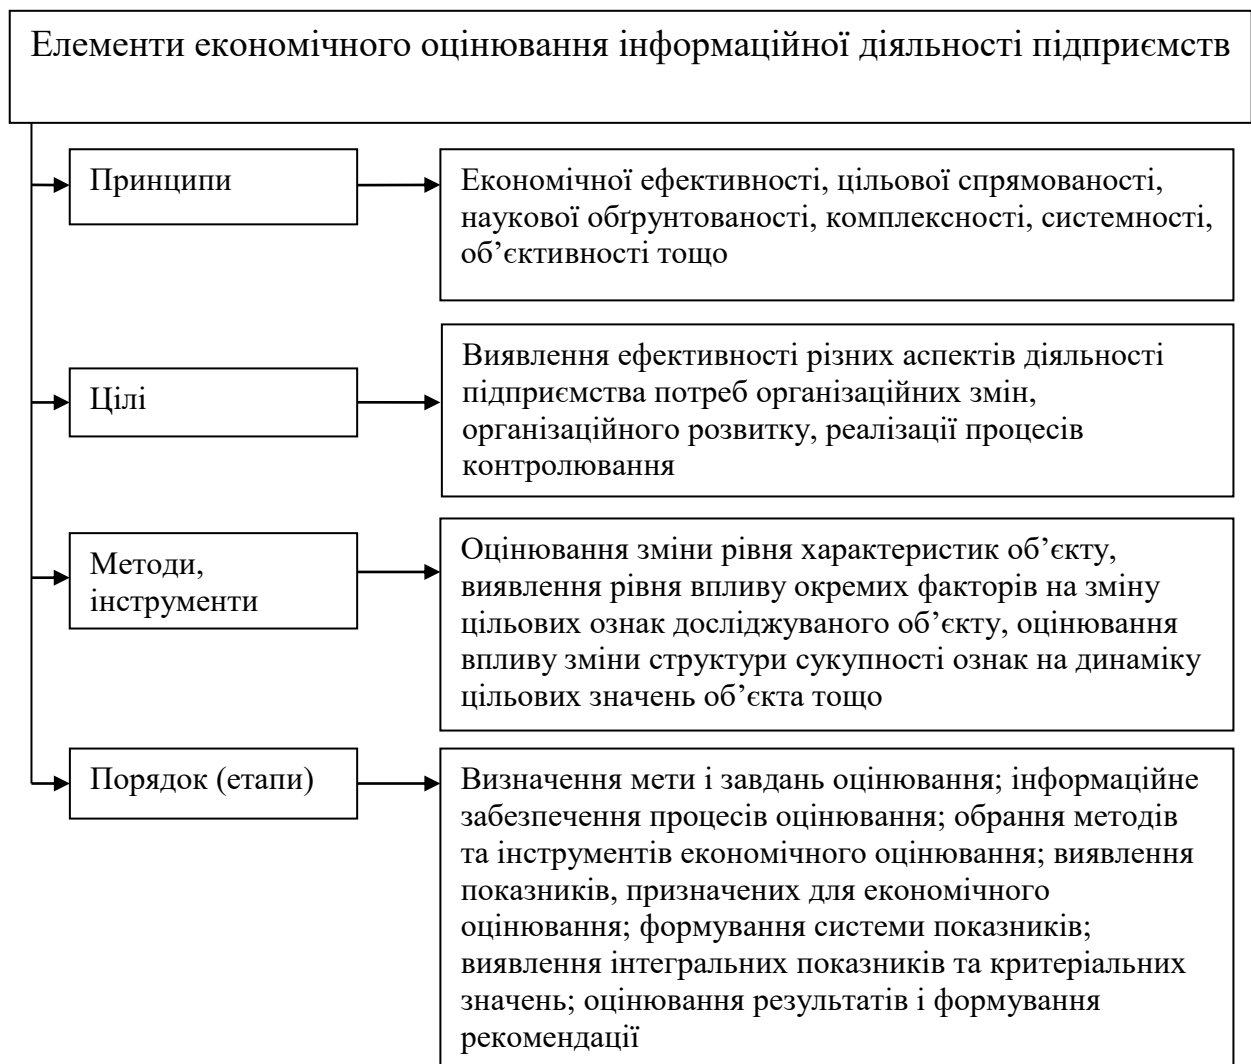 Елементи економічного оцінювання інформаційної діяльності підприємств
Принципи
Економічної ефективності, цільової спрямованості,
наукової обґрунтованості, комплексності, системності,
об’єктивності тощо
Цілі
Виявлення ефективності різних аспектів діяльності
підприємства потреб організаційних змін,
організаційного розвитку, реалізації процесів
контролювання
Методи,
інструменти
Оцінювання зміни рівня характеристик об’єкту,
виявлення рівня впливу окремих факторів на зміну
цільових ознак досліджуваного об’єкту, оцінювання
впливу зміни структури сукупності ознак на динаміку
цільових значень об’єкта тощо
Порядок (етапи)
Визначення мети і завдань оцінювання; інформаційне
забезпечення процесів оцінювання; обрання методів
та інструментів економічного оцінювання; виявлення
показників, призначених для економічного
оцінювання; формування системи показників;
виявлення інтегральних показників та критеріальних
значень; оцінювання результатів і формування
рекомендації